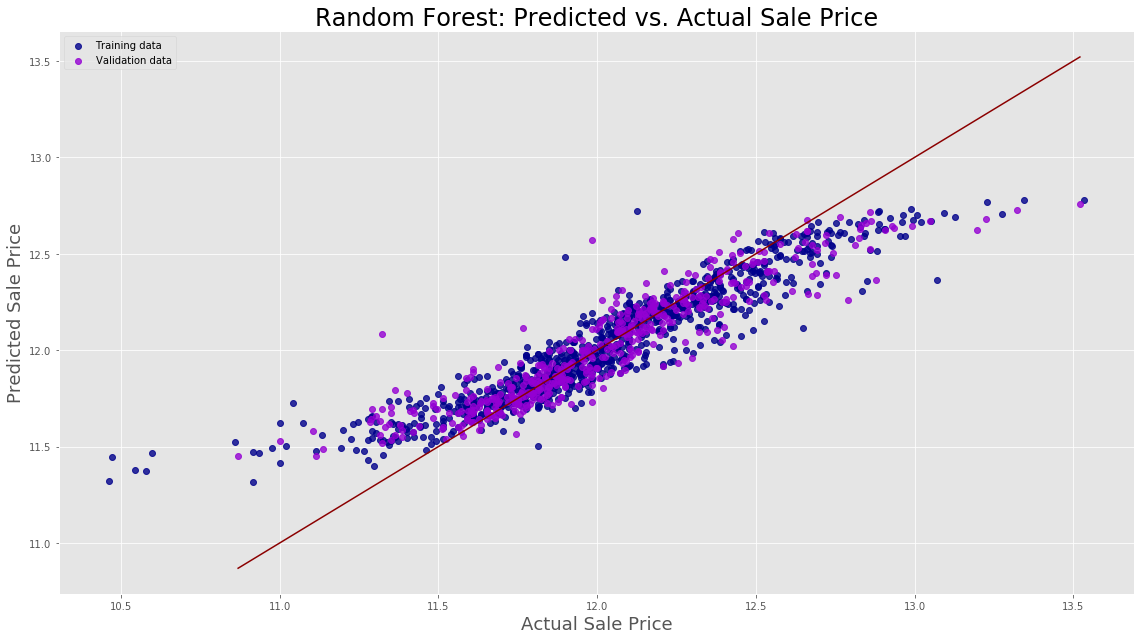 Random Forest: Predicted vs. Actual Sale Price
Training data
Validation data
Predicted Sale Price
13.5
13.0
12.5
12.0
11.5
11.0
10.5 11.0 11.5 12.0 12.5 13.0 13.5
Actual Sale Price